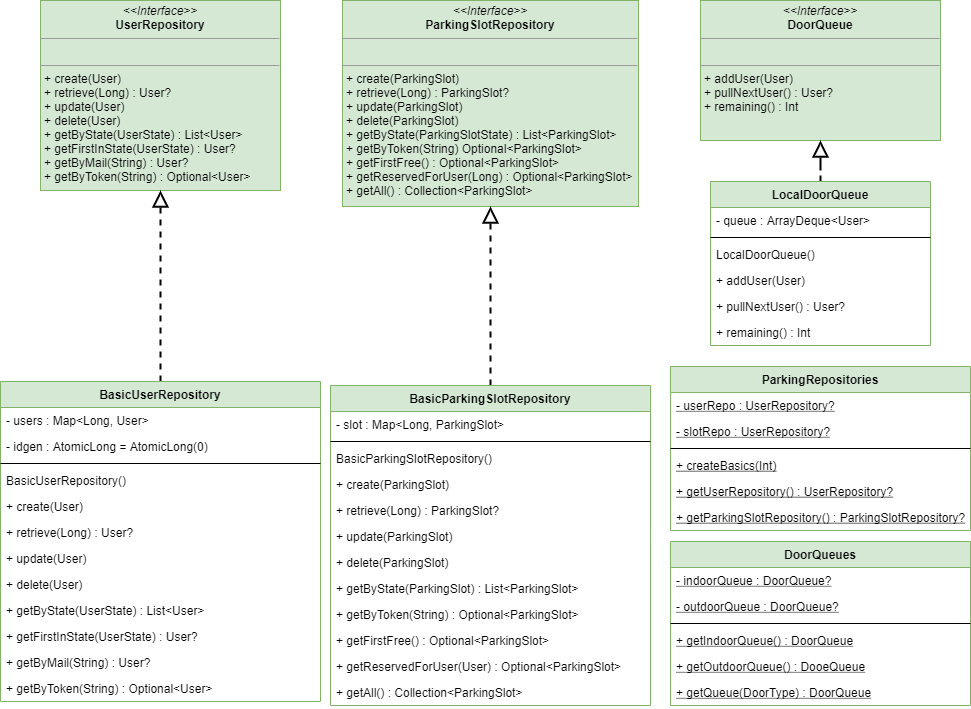 <<Interface>>
UserRepository
+ create(User)
+ retrieve(Long) : User?
+ update(User)
+ delete(User)
+ getByState(UserState) : List<User>
+ getFirstInState(UserState) : User?
+ getByMail(String) : User?
+ getByToken(String) : Optional<User>
<<Interface>>
ParkingSlotRepository
+ create(ParkingSlot)
+ retrieve(Long) : ParkingSlot?
+ update(ParkingSlot)
+ delete(ParkingSlot)
+ getByState(ParkingSlotState) : List<ParkingSlot>
+ getByToken(String) Optional<ParkingSlot>
+ getFirstFree() : Optional<ParkingSlot>
+ getReservedForUser(Long) : Optional<ParkingSlot>
+ getAll() : Collection<ParkingSlot>
<<Interface>>
DoorQueue
+ addUser(User)
+ pullNextUser() : User?
+ remaining() : Int
LocalDoorQueue
- queue : ArrayDeque<User>
LocalDoorQueue()
+ addUser(User)
+ pullNextUser() : User?
+ remaining() : Int
BasicUserRepository
- users : Map<Long, User>
- idgen : AtomicLong = AtomicLong(0)
BasicUserRepository()
+ create(User)
+ retrieve(Long) : User?
+ update(User)
+ delete(User)
+ getByState(UserState) : List<User>
+ getFirstInState(UserState) : User?
+ getByMail(String) : User?
+ getByToken(String) : Optional<User>
BasicParkingSlotRepository
- slot : Map<Long, ParkingSlot>
BasicParkingSlotRepository()
+ create(ParkingSlot)
+ retrieve(Long) : ParkingSlot?
+ update(ParkingSlot)
+ delete(ParkingSlot)
+ getByState(ParkingSlot) : List<ParkingSlot>
+ getByToken(String) : Optional<ParkingSlot>
+ getFirstFree() : Optional<ParkingSlot>
+ getReservedForUser(User) : Optional<ParkingSlot>
+ getAll() : Collection<ParkingSlot>
ParkingRepositories
- userRepo : UserRepository?
- slotRepo : UserRepository?
+ createBasics(Int)
+ getUserRepository() : UserRepository?
+ getParkingSlotRepository() : ParkingSlotRepository?
DoorQueues
- indoorQueue : DoorQueue?
- outdoorQueue : DoorQueue?
+ getIndoorQueue() : DoorQueue
+ getOutdoorQueue() : DooeQueue
+ getQueue(DoorType) : DoorQueue